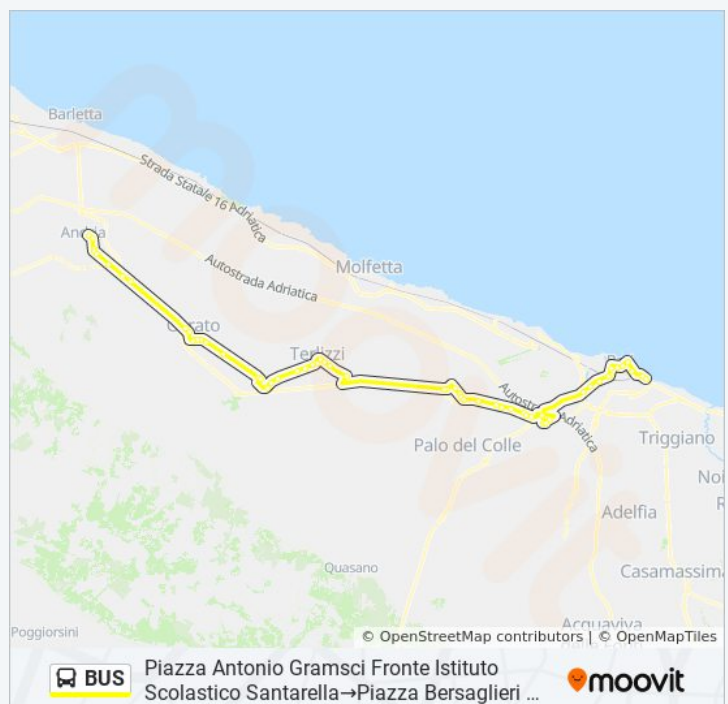 Barletta
Strada Statale 16 Adriatica
Andria
Autostrada Adriatica
Molfetta
Corato
Terlizzi
Autostrada Adriatica
Palo del Colle
Triggiano
Noi
Adelfia
Quasano
Casamassima
Acquaviva
Poggiorsini
© OpenStreetMap contributors | © OpenMapTiles
BUS
Piazza Antonio Gramsci Fronte Istituto
Scolastico Santarella→Piazza Bersaglieri ...
moovit